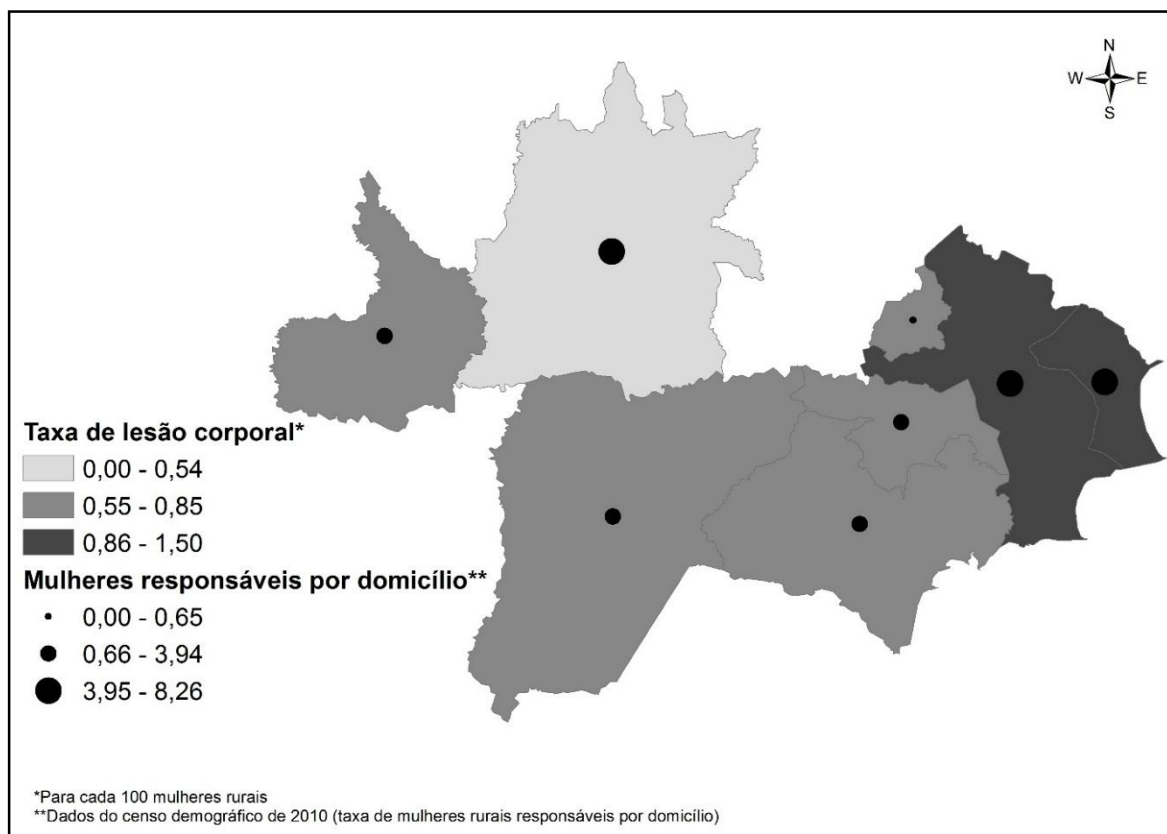 N
W E
S
Taxa de lesão corporal*
0,00 - 0,54
0,55 - 0,85
0,86 - 1,50
Mulheres responsáveis por domicílio**
0,00 - 0,65
0,66 - 3,94
3,95 - 8,26
*Para cada 100 mulheres rurais
**Dados do censo demográfico de 2010 (taxa de mulheres rurais responsáveis por domicílio)